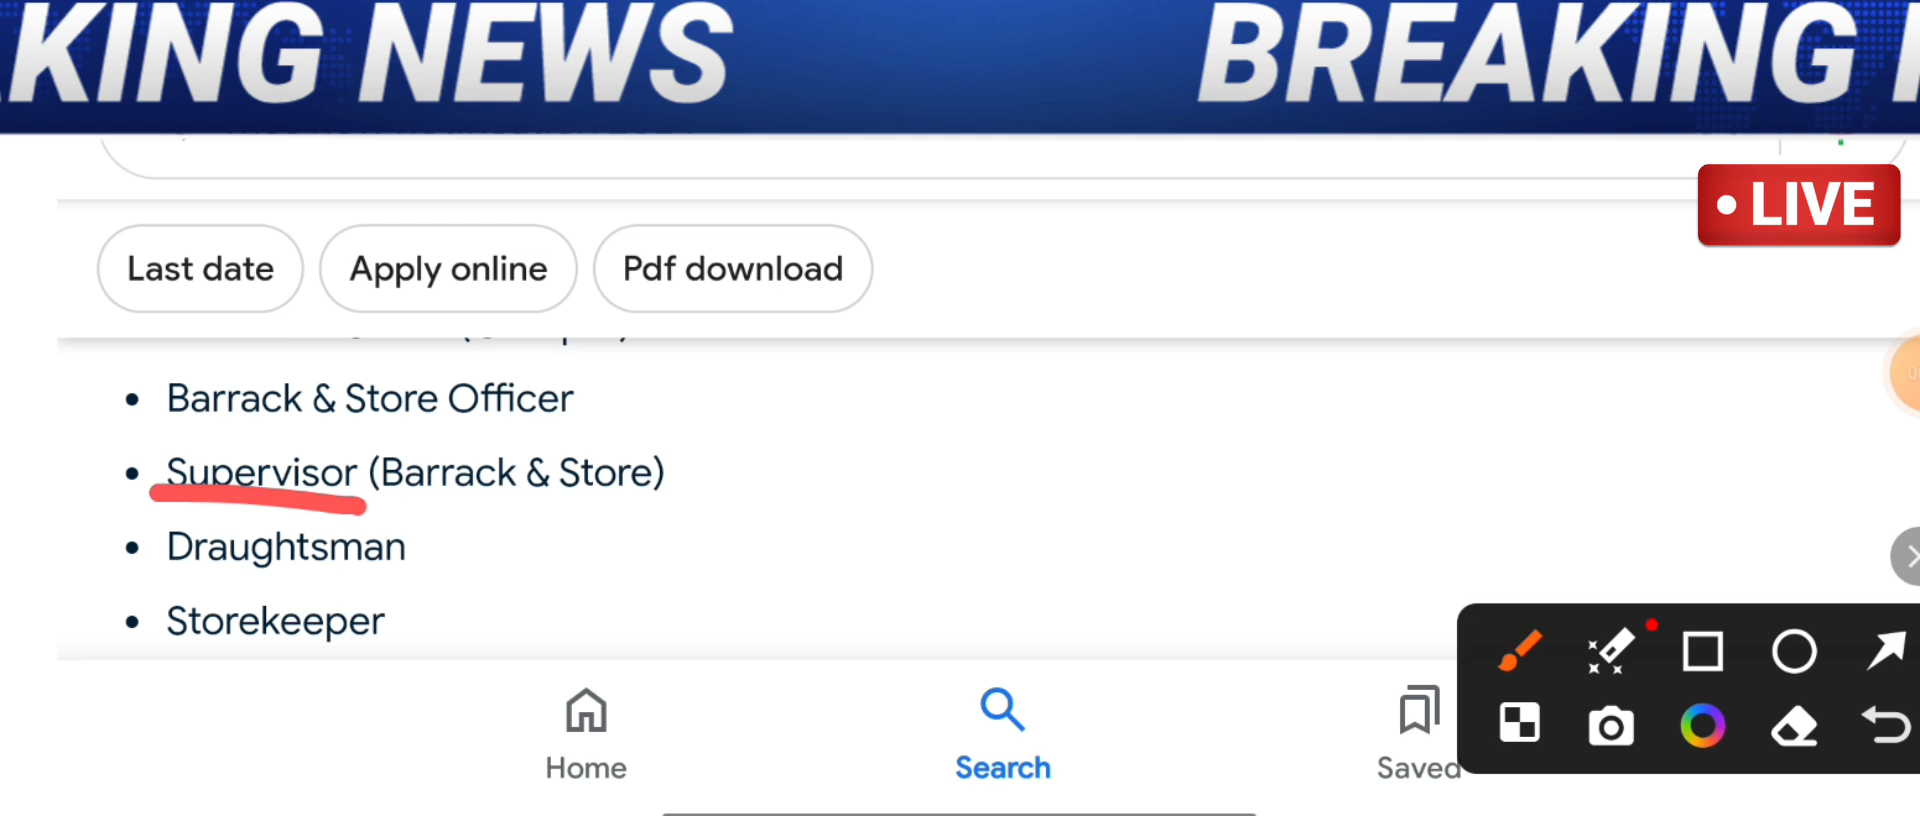 KING NEWS BREAKING
LIVE
Last date Apply online Pdf download
Barrack & Store Officer
Supervisor (Barrack & Store)
Draughtsman
Storekeeper
Home Search Saved